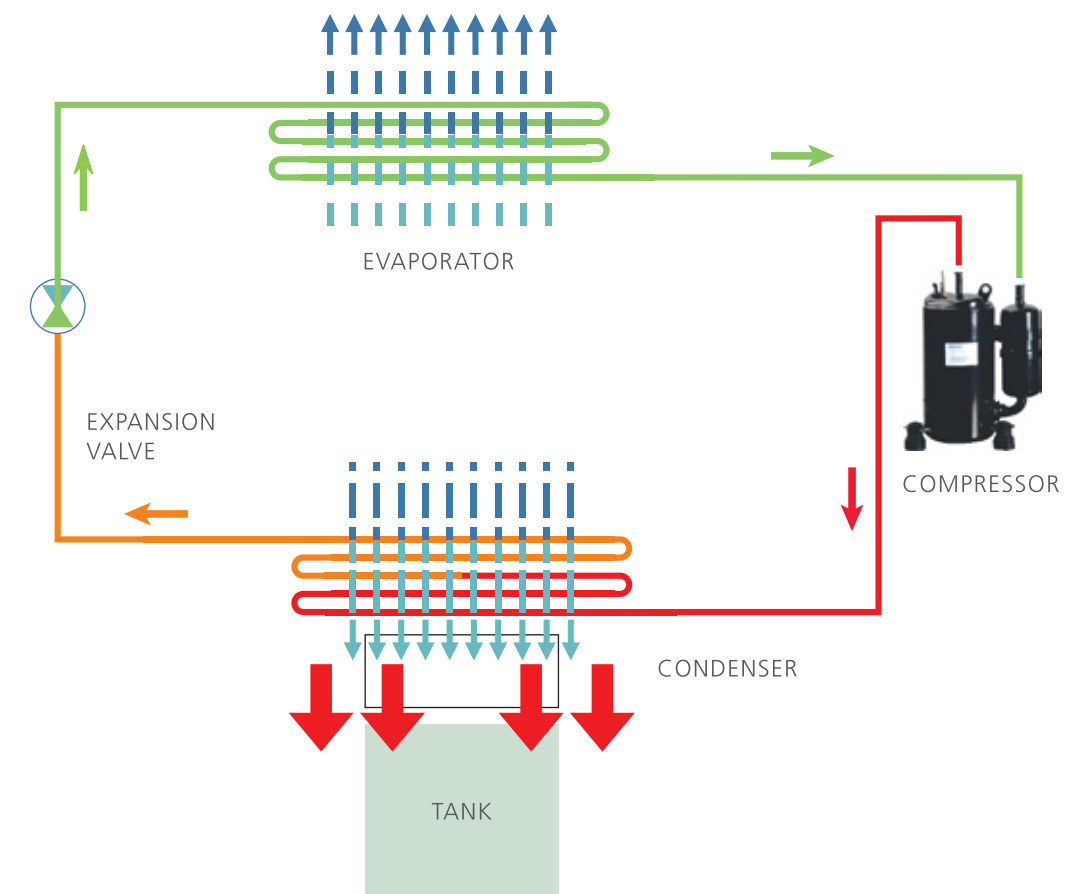 EVAPORATOR
EXPANSION
VALVE
COMPRESSOR
CONDENSER
TANK